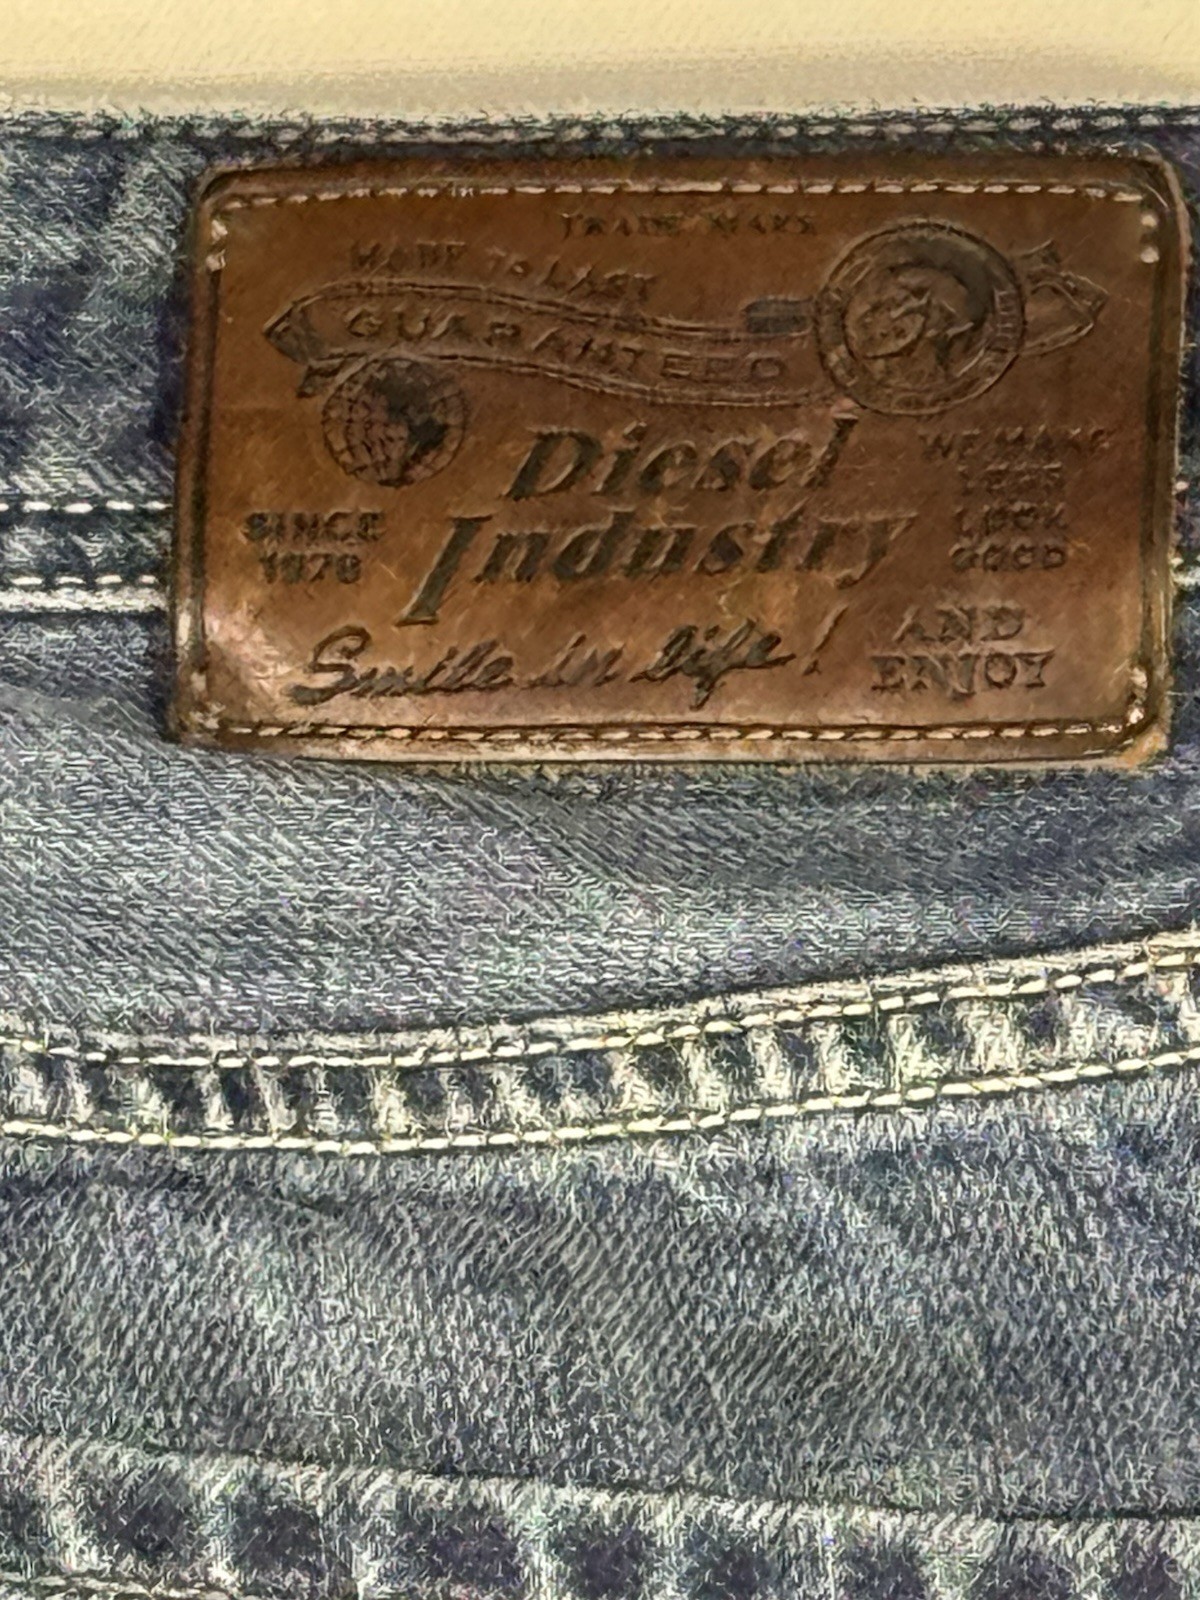 TRADE MARK
MADE TO LAST
GUARANTEED
Diesel
Industry
SINCE
1978
WE MAKE
LEGS
LOOK
GOOD
AND
ENJOY
Smile in life!